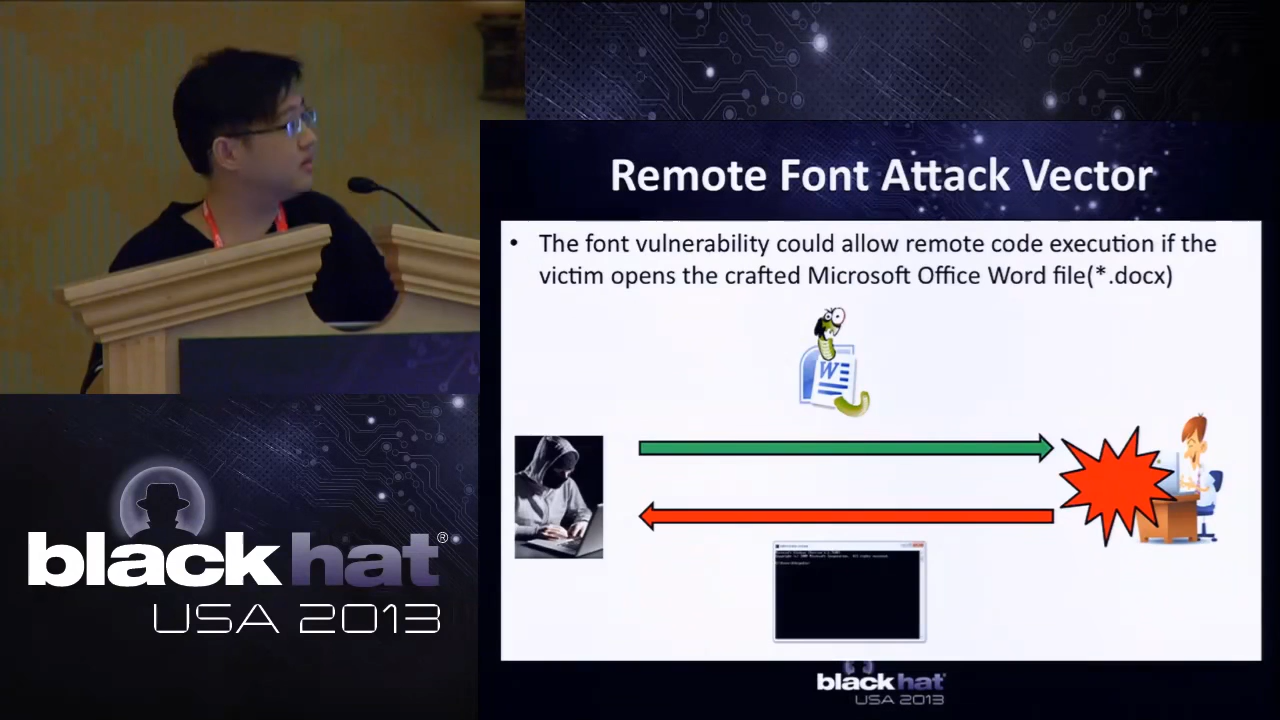 Remote Font Attack Vector
• The font vulnerability could allow remote code execution if the
victim opens the crafted Microsoft Office Word file(*.docx)
W
black hat®
USA 2013
black hat
USA 2013